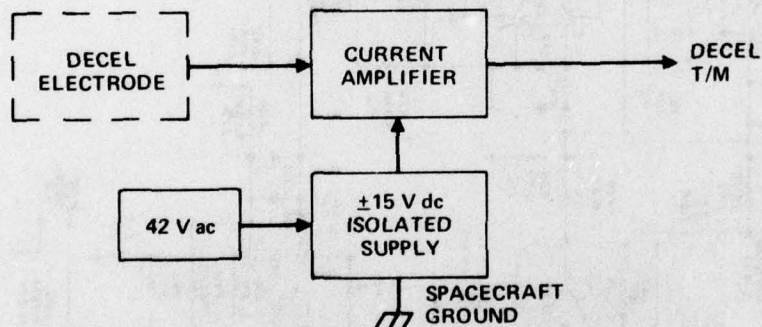 DECEL
ELECTRODE
CURRENT
AMPLIFIER
DECEL
T/M
42 V ac
±15 V dc
ISOLATED
SUPPLY
SPACECRAFT
GROUND